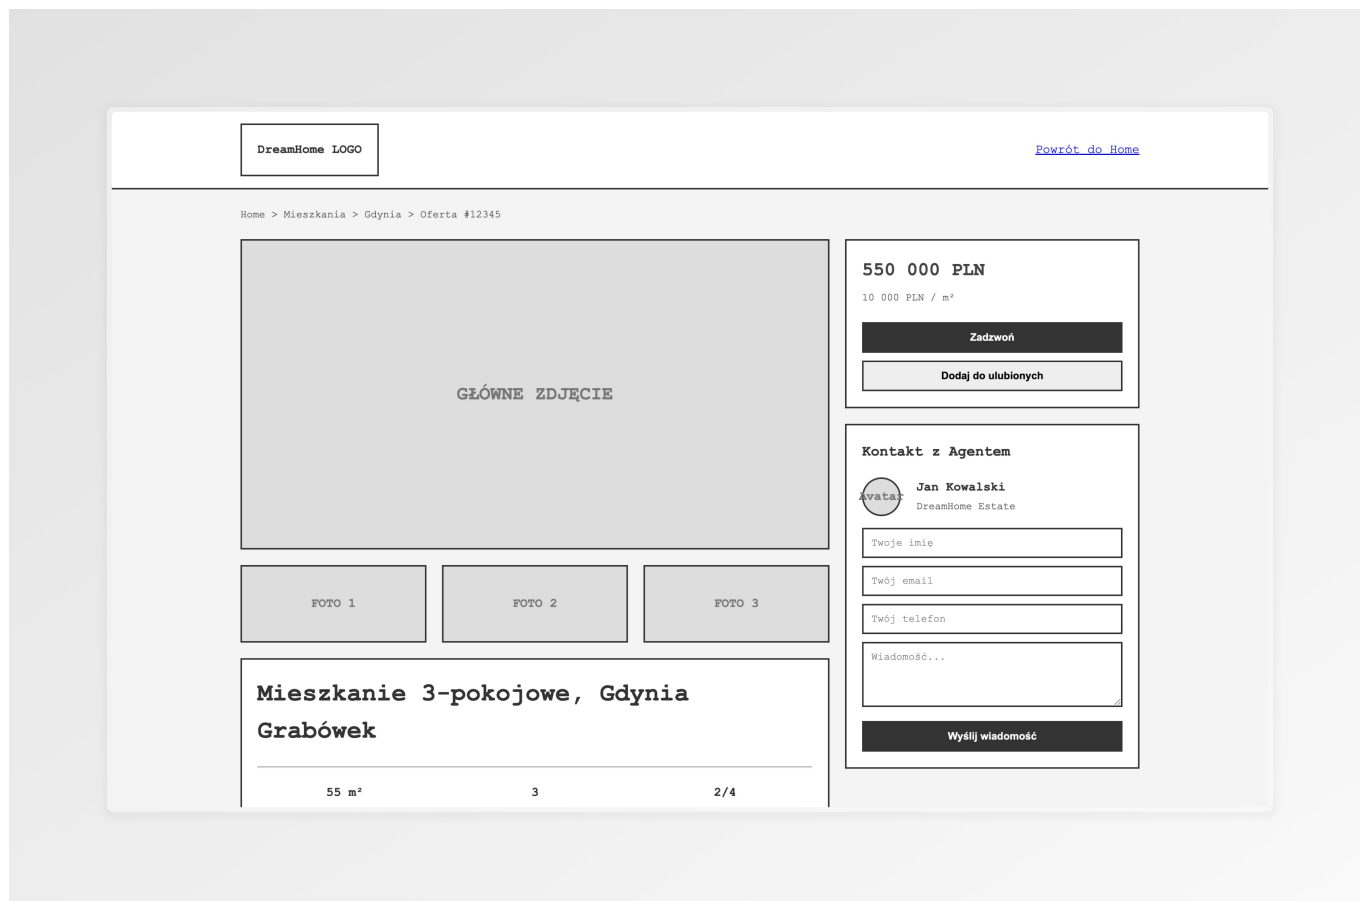 DreamHome LOGO
Powrót do Home
Home > Mieszkania > Gdynia > Oferta #12345
GŁÓWNE ZDJĘCIE
FOTO 1
FOTO 2
FOTO 3
Mieszkanie 3-pokojowe, Gdynia
Grabówek
55 m²
3
2/4
550 000 PLN
10 000 PLN / m²
Zadzwoń
Dodaj do ulubionych
Kontakt z Agentem
Avatar
Jan Kowalski
DreamHome Estate
Twoje imię
Twój email
Twój telefon
Wiadomość...
Wyślij wiadomość